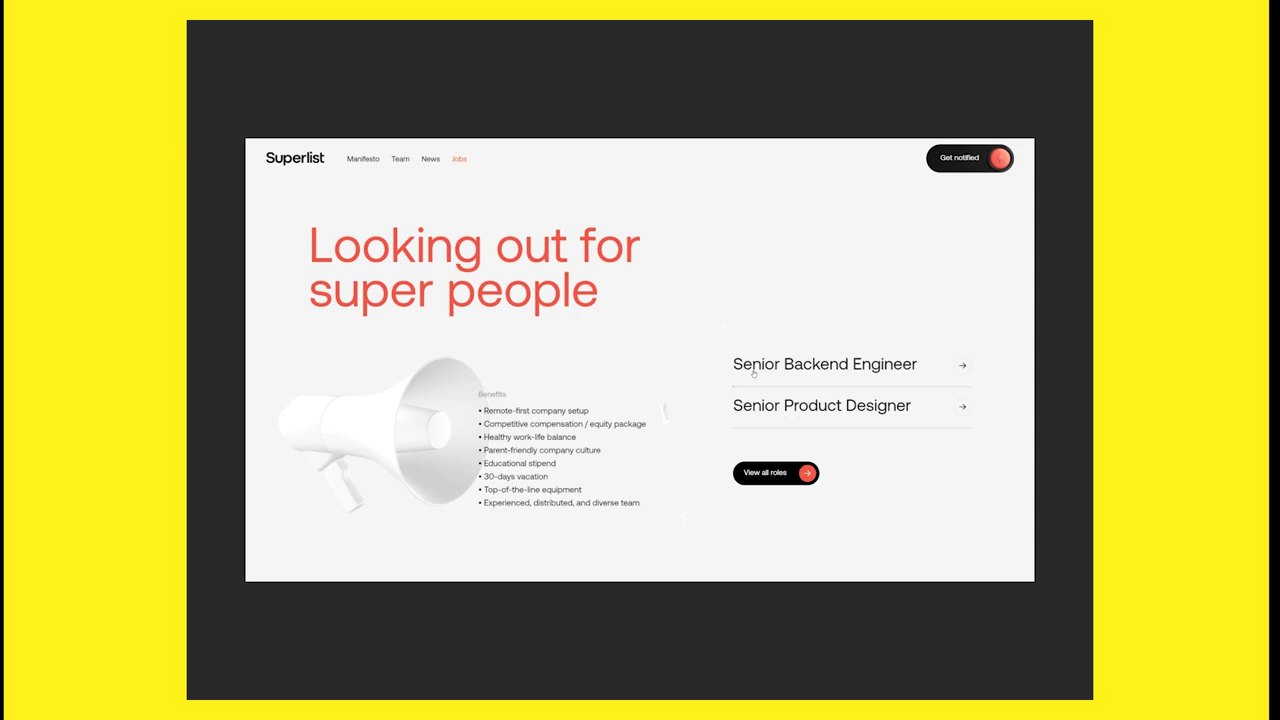 Superlist
Manifesto
Team
News
Jobs
Get notified
Looking out for
super people
Benefits
• Remote-first company setup
• Competitive compensation / equity package
• Healthy work-life balance
• Parent-friendly company culture
• Educational stipend
• 30-days vacation
• Top-of-the-line equipment
• Experienced, distributed, and diverse team
Senior Backend Engineer
Senior Product Designer
View all roles